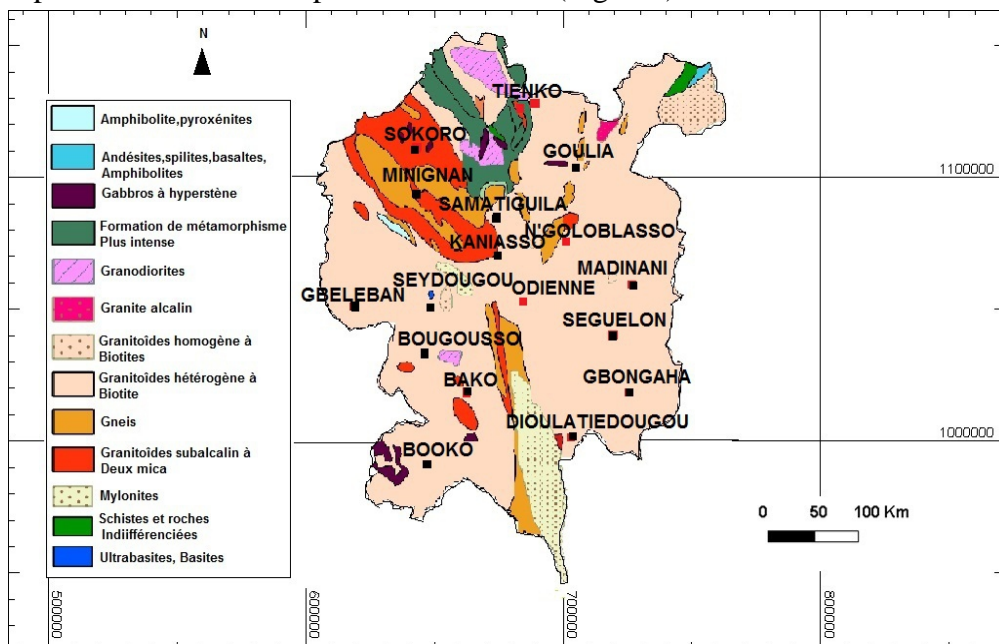 N
TIENKO
SOKORO
GOULIA
1100000
MINIGNAN
SAMATIGUILA
N'GOLOBLASSO
KANIASSO
MADINANI
SEYDOUGOU
ODIENNE
GBELEBAN
SEGUELON
BOUGOUSSO
GBONGAHA
BAKO
DIOULATIEDOUGOU
1000000
BOOKO
Amphibolite,pyroxénites
Andésites,spilites,basaltes,
Amphibolites
Gabbros à hyperstène
Formation de métamorphisme
Plus intense
Granodiorites
Granite alcalin
Granitoïdes homogène à
Biotites
Granitoïdes hétérogène à
Biotite
Gneis
Granitoïdes subalcalin à
Deux mica
Mylonites
Schistes et roches
Indiifférenciées
Ultrabasites, Basites
0 50 100 Km
500000
600000
700000
800000